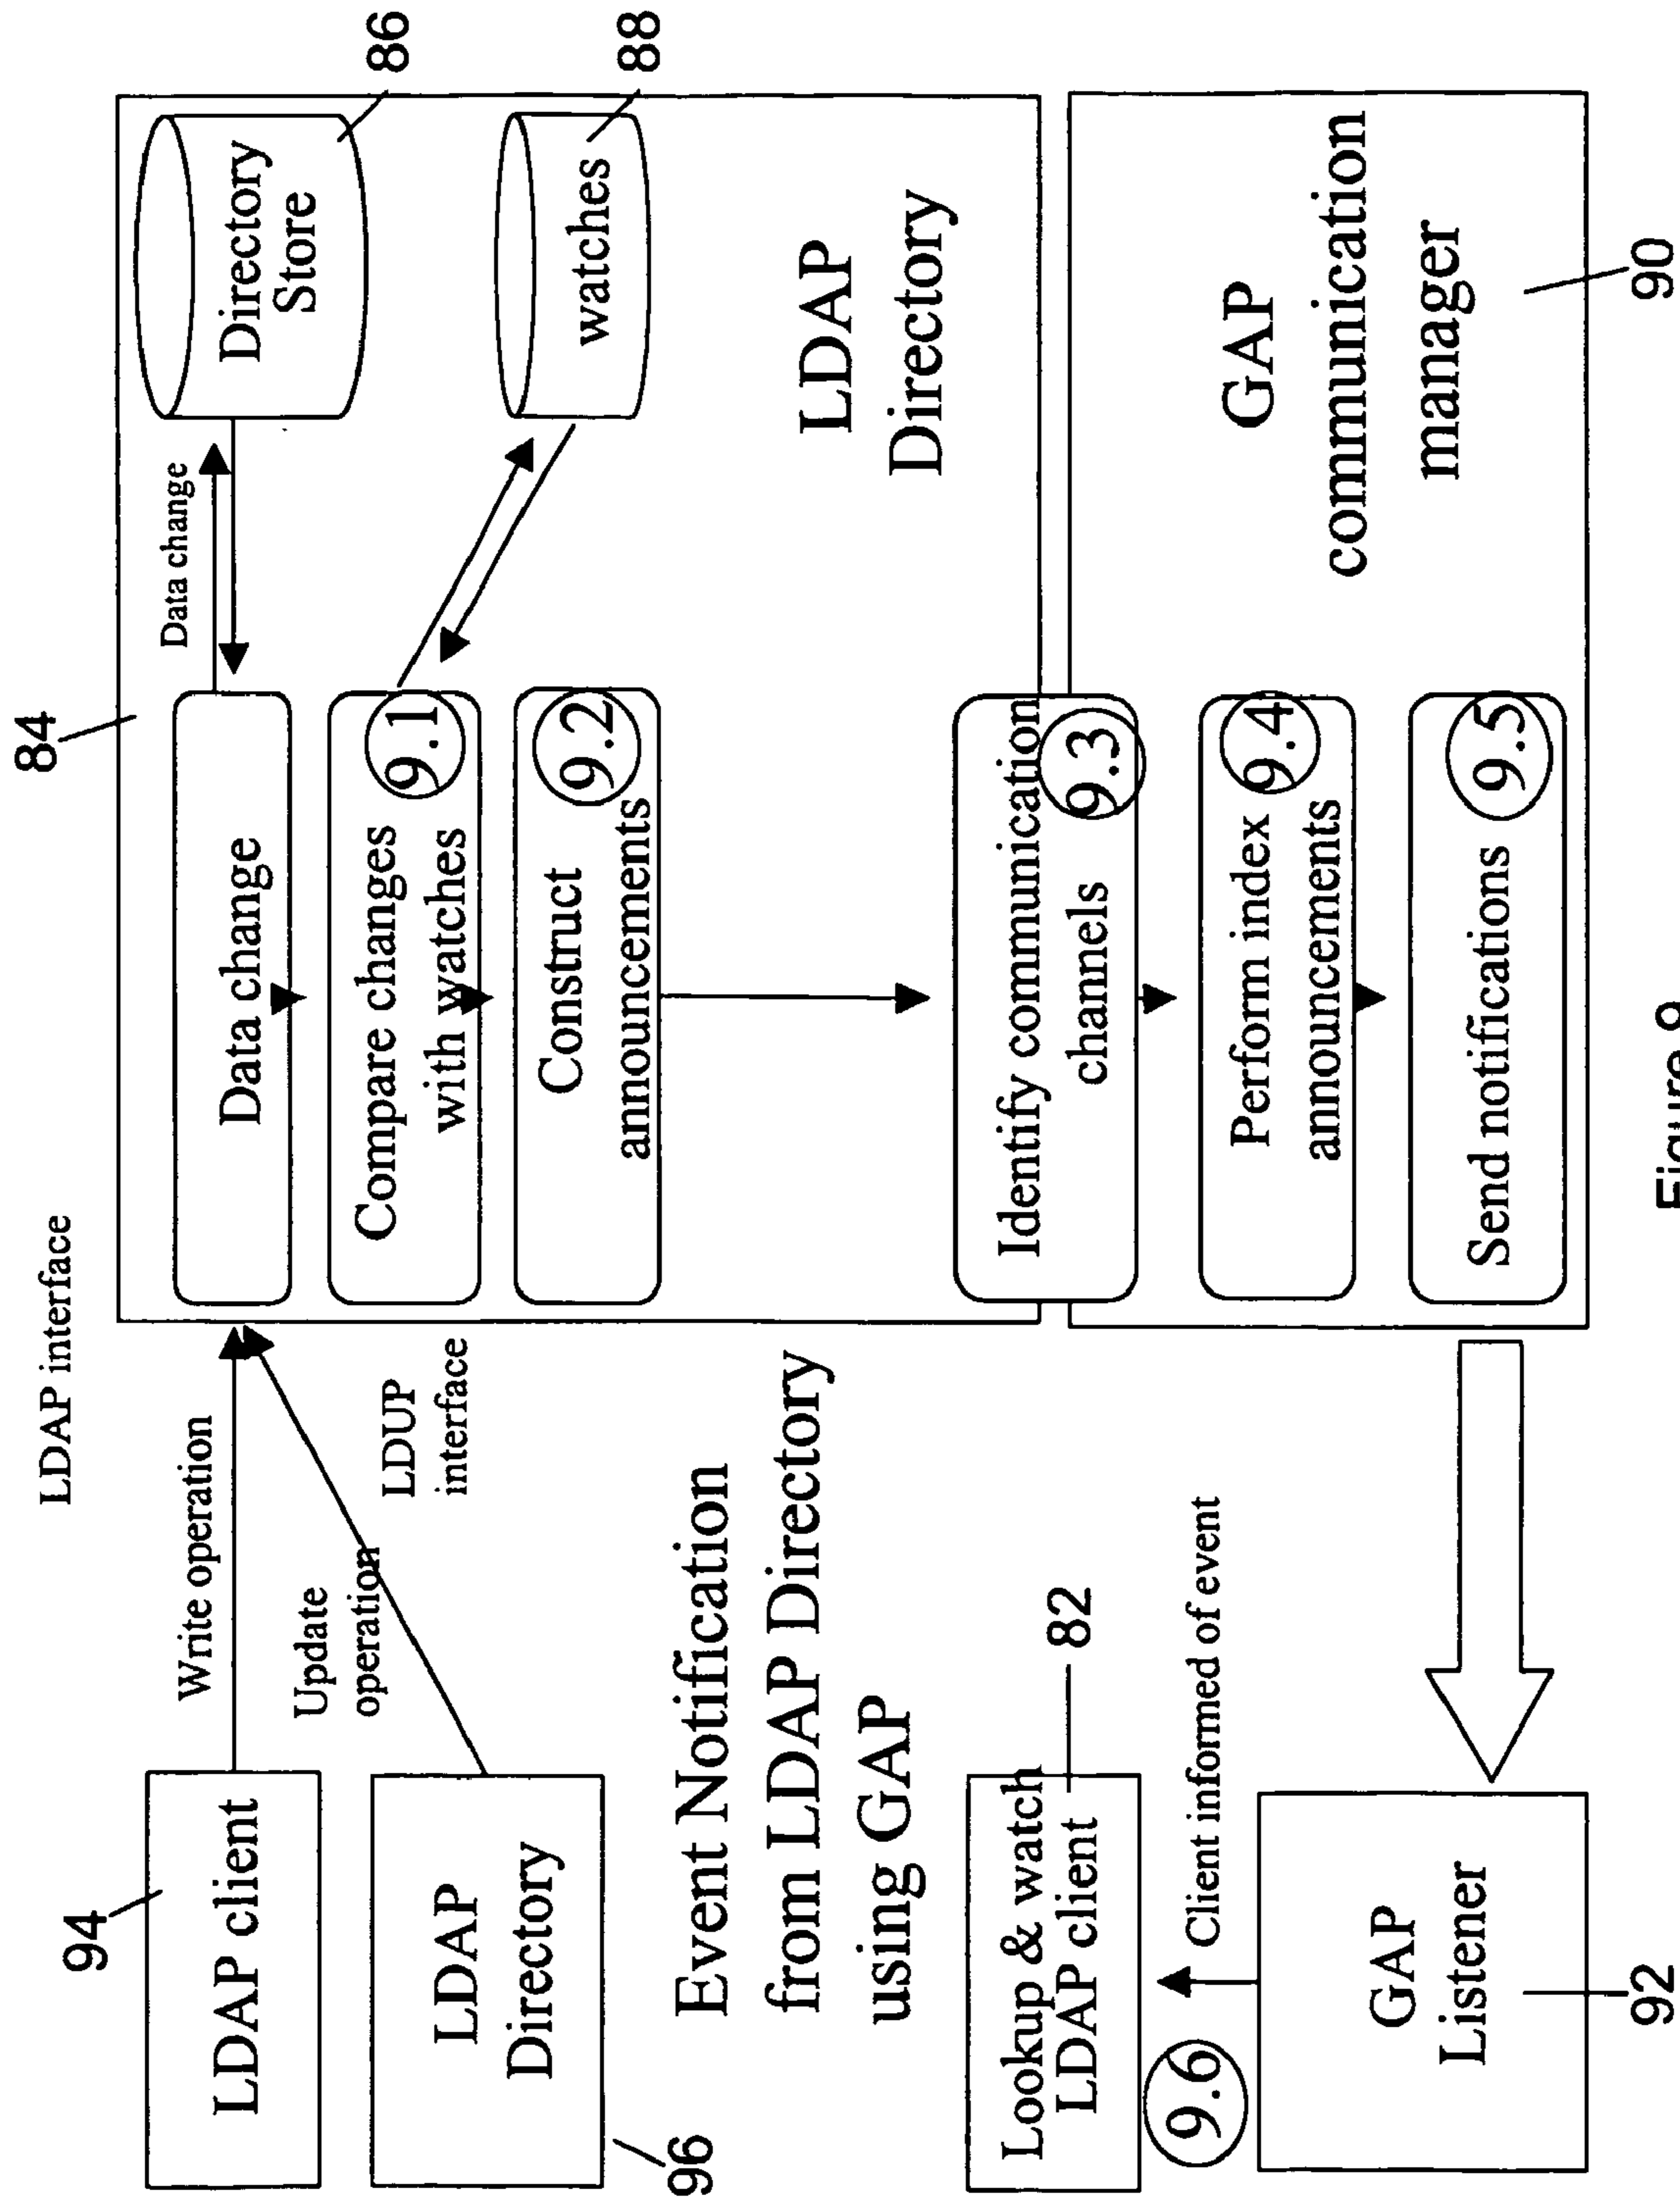 84
86
88
LDAP interface
94
LDAP client
Write operation
Data change
Data change
Directory
Store
LDAP
Directory
96
Update
operation
LDUP
interface
Compare changes
with watches
9.1
watches
Construct
announcements
9.2
LDAP
Directory
Event Notification
from LDAP Directory
using GAP
Lookup & watch
LDAP client
82
Identify communication
channels
9.3
9.6
Client informed of event
Perform index
announcements
9.4
GAP
communication
manager
GAP
Listener
Send notifications
9.5
92
90
Figure 9